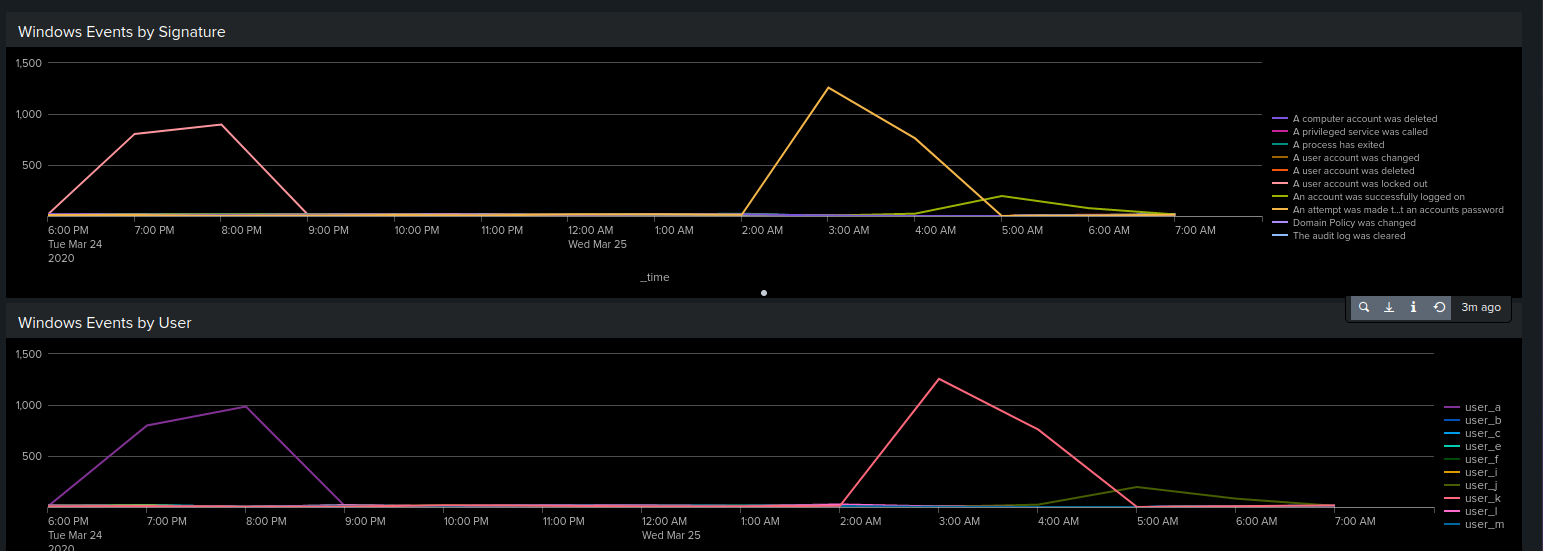 Windows Events by Signature
1,500
1,000
500
6:00 PM 7:00 PM 8:00 PM 9:00 PM 10:00 PM 11:00 PM 12:00 AM 1:00 AM 2:00 AM 3:00 AM 4:00 AM 5:00 AM 6:00 AM 7:00 AM
Tue Mar 24 Wed Mar 25
2020
_time
A computer account was deleted
A privileged service was called
A process has exited
A user account was changed
A user account was deleted
A user account was locked out
An account was successfully logged on
An attempt was made t...t an accounts password
Domain Policy was changed
The audit log was cleared
3m ago
Windows Events by User
1,500
1,000
500
6:00 PM 7:00 PM 8:00 PM 9:00 PM 10:00 PM 11:00 PM 12:00 AM 1:00 AM 2:00 AM 3:00 AM 4:00 AM 5:00 AM 6:00 AM 7:00 AM
Tue Mar 24 Wed Mar 25
2020
user_a
user_b
user_c
user_e
user_f
user_i
user_j
user_k
user_l
user_m